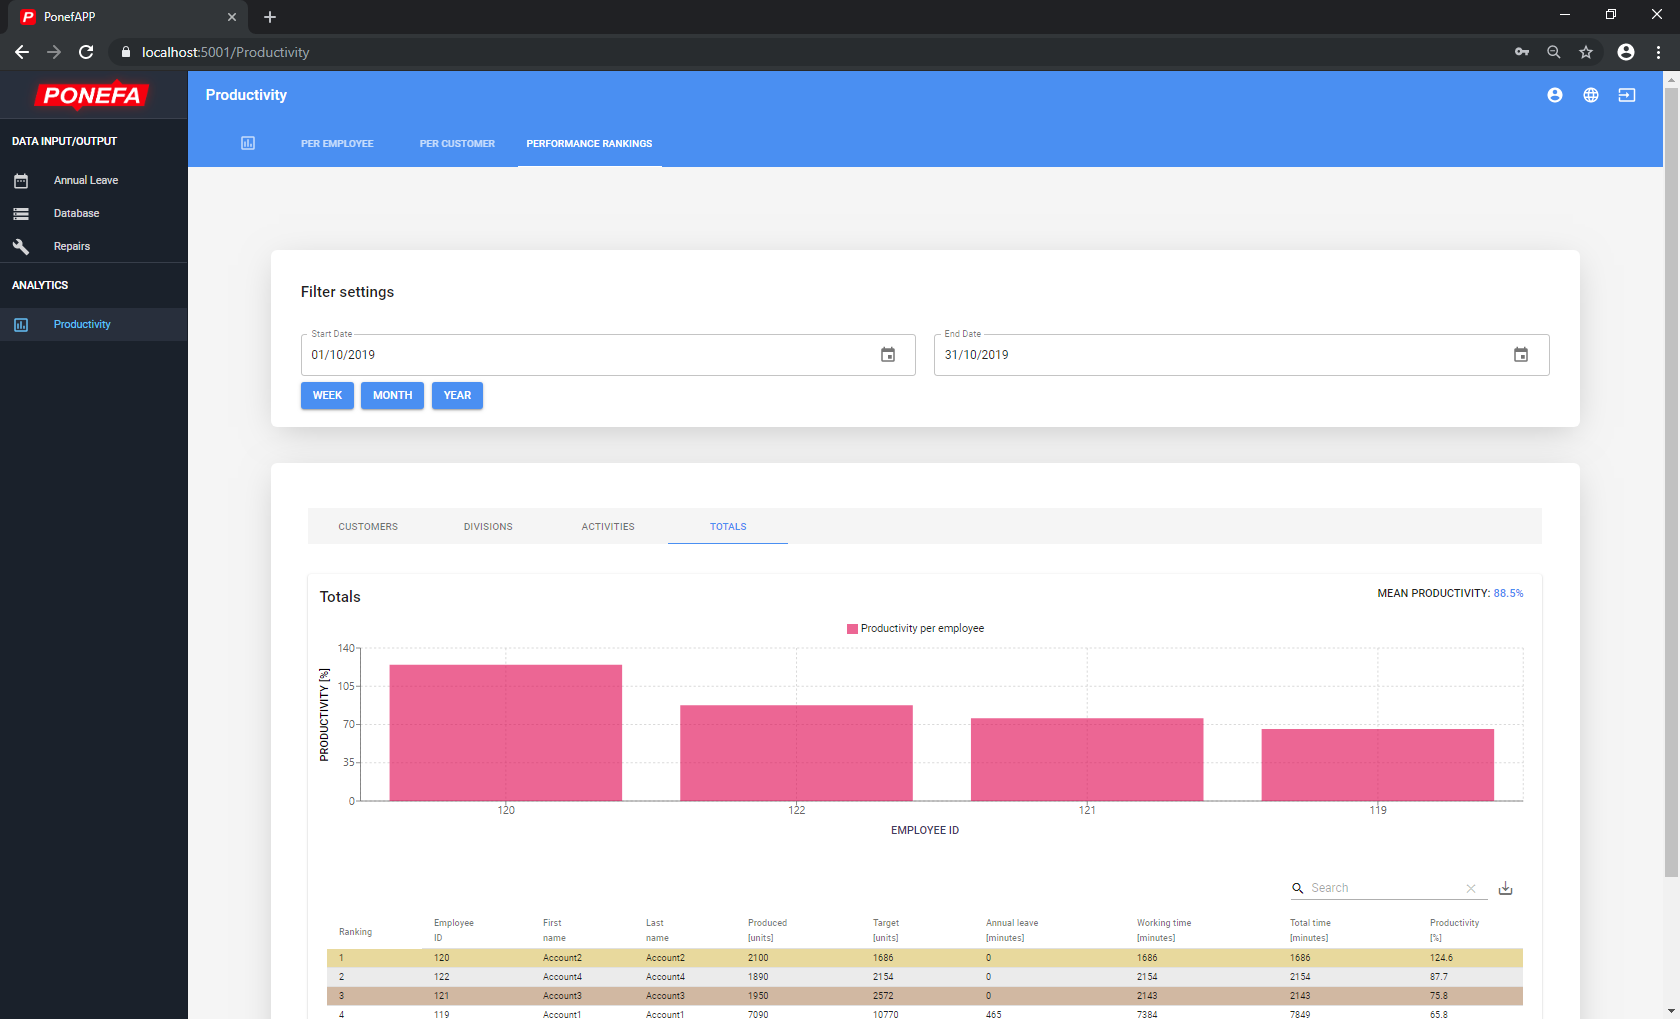 PonefAPP
localhost:5001/Productivity
PONEFA
Productivity
DATA INPUT/OUTPUT
Annual Leave
Database
Repairs
ANALYTICS
Productivity
PER EMPLOYEE PER CUSTOMER PERFORMANCE RANKINGS
Filter settings
Start Date End Date
01/10/2019 31/10/2019
WEEK MONTH YEAR
CUSTOMERS DIVISIONS ACTIVITIES TOTALS
Totals
MEAN PRODUCTIVITY: 88.5%
Productivity per employee
PRODUCTIVITY [%]
140
105
70
35
0
120 122 121 119
EMPLOYEE ID
Search
Ranking Employee ID First name Last name Produced [units] Target [units] Annual leave [minutes] Working time [minutes] Total time [minutes] Productivity [%]
1 120 Account2 Account2 2100 1686 0 1686 1686 124.6
2 122 Account4 Account4 1890 2154 0 2154 2154 87.7
3 121 Account3 Account3 1950 2572 0 2143 2143 75.8
4 119 Account1 Account1 7090 10770 465 7384 7849 65.8